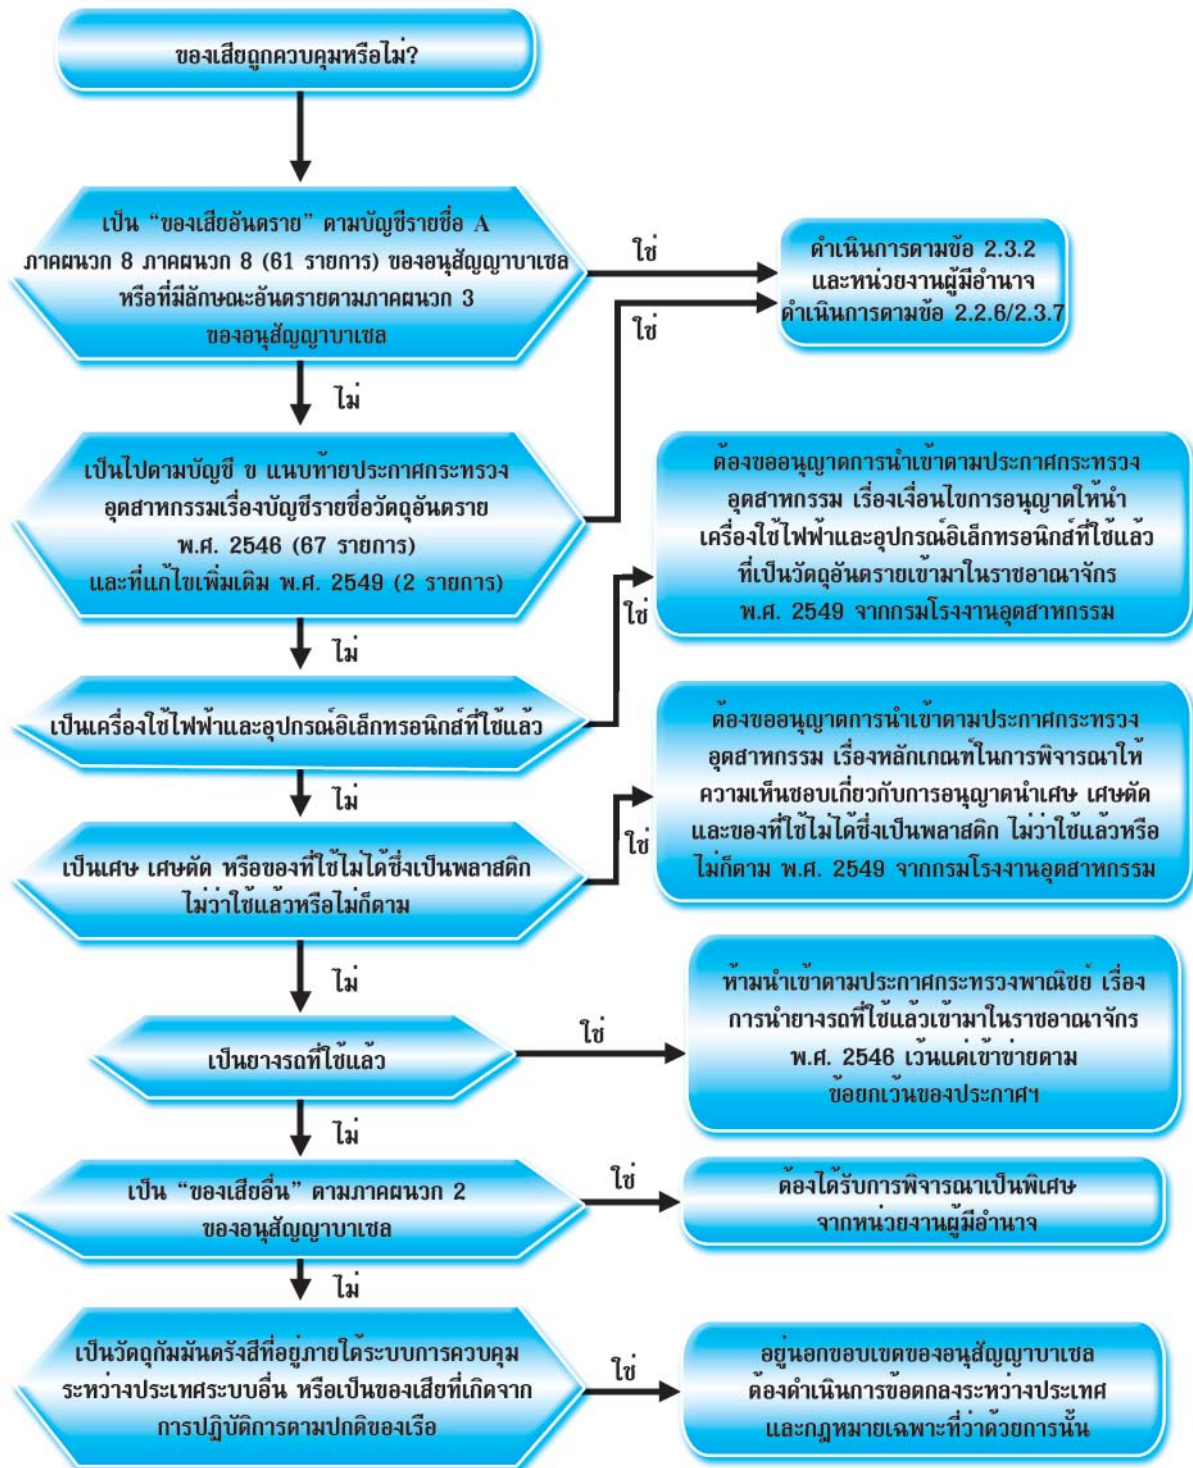 ของเสียถูกควบคุมหรือไม่?
เป็น “ของเสียอันตราย” ตามบัญชีรายชื่อ A
ภาคผนวก 8 ภาคผนวก 8 (61 รายการ) ของอนุสัญญาบาเซล
หรือที่มีลักษณะอันตรายตามภาคผนวก 3
ของอนุสัญญาบาเซล
ใช่
ดำเนินการตามข้อ 2.3.2
และหน่วยงานผู้มีอำนาจ
ดำเนินการตามข้อ 2.2.6/2.3.7
ใช่
ไม่
เป็นไปตามบัญชี ข แนบท้ายประกาศกระทรวง
อุตสาหกรรมเรื่องบัญชีรายชื่อวัตถุอันตราย
พ.ศ. 2546 (67 รายการ)
และที่แก้ไขเพิ่มเติม พ.ศ. 2549 (2 รายการ)
ต้องขออนุญาตการนำเข้าตามประกาศกระทรวง
อุตสาหกรรม เรื่องเงื่อนไขการอนุญาตให้นำ
เครื่องใช้ไฟฟ้าและอุปกรณ์อิเล็กทรอนิกส์ที่ใช้แล้ว
ที่เป็นวัตถุอันตรายเข้ามาในราชอาณาจักร
พ.ศ. 2549 จากกรมโรงงานอุตสาหกรรม
ใช่
ไม่
เป็นเครื่องใช้ไฟฟ้าและอุปกรณ์อิเล็กทรอนิกส์ที่ใช้แล้ว
ต้องขออนุญาตการนำเข้าตามประกาศกระทรวง
อุตสาหกรรม เรื่องหลักเกณฑ์ในการพิจารณาให้
ความเห็นชอบเกี่ยวกับการอนุญาตนำเศษ เศษตัด
และของที่ใช้ไม่ได้ซึ่งเป็นพลาสติก ไม่ว่าใช้แล้วหรือ
ไม่ก็ตาม พ.ศ. 2549 จากกรมโรงงานอุตสาหกรรม
ไม่
ใช่
เป็นเศษ เศษตัด หรือของที่ใช้ไม่ได้ซึ่งเป็นพลาสติก
ไม่ว่าใช้แล้วหรือไม่ก็ตาม
ไม่
เป็นยางรถที่ใช้แล้ว
ใช่
ห้ามนำเข้าตามประกาศกระทรวงพาณิชย์ เรื่อง
การนำยางรถที่ใช้แล้วเข้ามาในราชอาณาจักร
พ.ศ. 2546 เว้นแต่เข้าข่ายตาม
ข้อยกเว้นของประกาศฯ
ไม่
เป็น “ของเสียอื่น” ตามภาคผนวก 2
ของอนุสัญญาบาเซล
ใช่
ต้องได้รับการพิจารณาเป็นพิเศษ
จากหน่วยงานผู้มีอำนาจ
ไม่
เป็นวัตถุกัมมันตรังสีที่อยู่ภายใต้ระบบการควบคุม
ระหว่างประเทศระบบอื่น หรือเป็นของเสียที่เกิดจาก
การปฏิบัติการตามปกติของเรือ
ใช่
อยู่นอกขอบเขตของอนุสัญญาบาเซล
ต้องดำเนินการข้อตกลงระหว่างประเทศ
และกฎหมายเฉพาะที่ว่าด้วยการนั้น